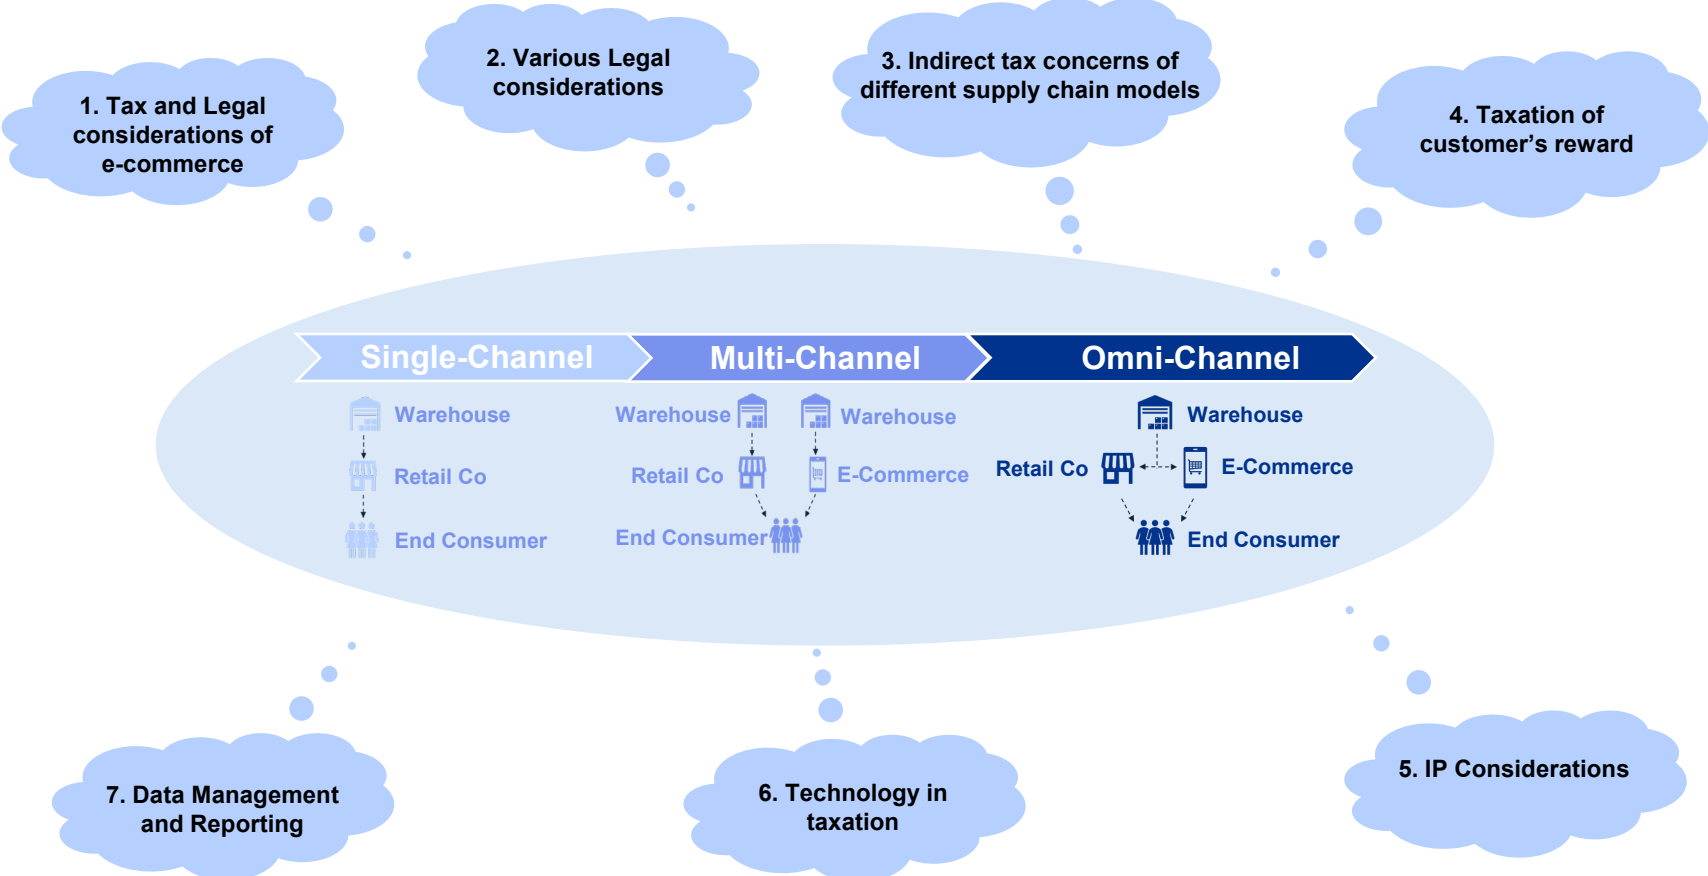 1. Tax and Legal
considerations of
e-commerce
2. Various Legal
considerations
3. Indirect tax concerns of
different supply chain models
4. Taxation of
customer’s reward
Single-Channel
Multi-Channel
Omni-Channel
Warehouse
Retail Co
End Consumer
Warehouse
Warehouse
Retail Co
E-Commerce
End Consumer
Warehouse
Retail Co
E-Commerce
End Consumer
7. Data Management
and Reporting
6. Technology in
taxation
5. IP Considerations